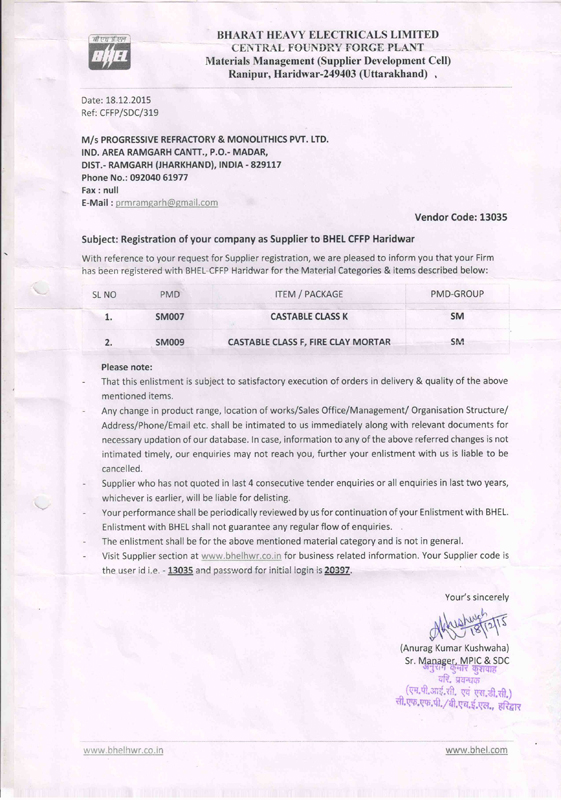 बी एच ई एल
BHEL
BHARAT HEAVY ELECTRICALS LIMITED
CENTRAL FOUNDRY FORGE PLANT
Materials Management (Supplier Development Cell)
Ranipur, Haridwar-249403 (Uttarakhand) ,
Date: 18.12.2015
Ref: CFFP/SDC/319
M/s PROGRESSIVE REFRACTORY & MONOLITHICS PVT. LTD.
IND. AREA RAMGARH CANTT., P.O.- MADAR,
DIST.- RAMGARH (JHARKHAND), INDIA - 829117
Phone No.: 092040 61977
Fax : null
E-Mail : prmramgarh@gmail.com
Vendor Code: 13035
Subject: Registration of your company as Supplier to BHEL CFFP Haridwar
With reference to your request for Supplier registration, we are pleased to inform you that your Firm
has been registered with BHEL-CFFP Haridwar for the Material Categories & items described below:
SL NO PMD ITEM / PACKAGE PMD-GROUP
1. SM007 CASTABLE CLASS K SM
2. SM009 CASTABLE CLASS F, FIRE CLAY MORTAR SM
Please note:
- That this enlistment is subject to satisfactory execution of orders in delivery & quality of the above
mentioned items.
- Any change in product range, location of works/Sales Office/Management/ Organisation Structure/
Address/Phone/Email etc. shall be intimated to us immediately along with relevant documents for
necessary updation of our database. In case, information to any of the above referred changes is not
intimated timely, our enquiries may not reach you, further your enlistment with us is liable to be
cancelled.
- Supplier who has not quoted in last 4 consecutive tender enquiries or all enquiries in last two years,
whichever is earlier, will be liable for delisting.
- Your performance shall be periodically reviewed by us for continuation of your Enlistment with BHEL.
Enlistment with BHEL shall not guarantee any regular flow of enquiries.
- The enlistment shall be for the above mentioned material category and is not in general.
- Visit Supplier section at www.bhelhwr.co.in for business related information. Your Supplier code is
the user id i.e. - 13035 and password for initial login is 20397.
Your's sincerely
18/12/15
(Anurag Kumar Kushwaha)
Sr. Manager, MPIC & SDC
अनुराग कुमार कुशवाहा
वरि. प्रबन्धक
(एम.पी.आई.सी. एवं एस.डी.सी.)
सी.एफ.एफ.पी./बी.एच.ई.एल., हरिद्वार
www.bhelhwr.co.in www.bhel.com